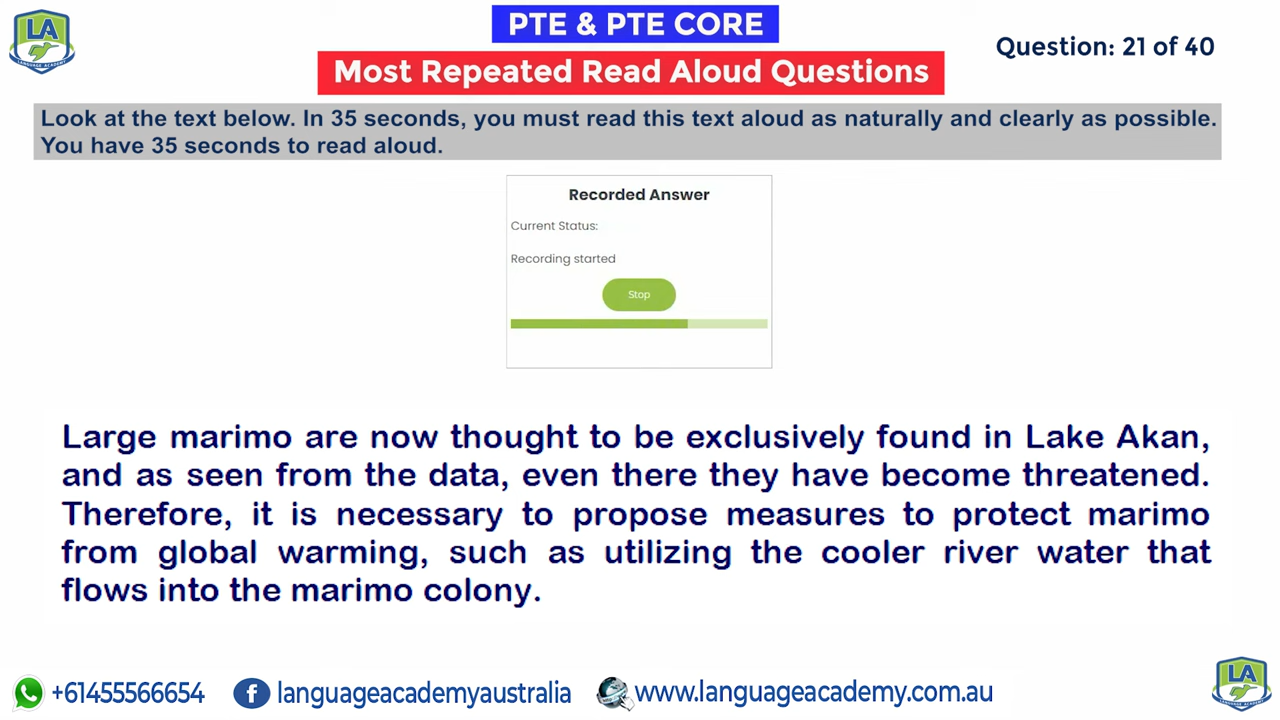 LA
LANGUAGE ACADEMY
PTE & PTE CORE
Question: 21 of 40
Most Repeated Read Aloud Questions
Look at the text below. In 35 seconds, you must read this text aloud as naturally and clearly as possible.
You have 35 seconds to read aloud.
Recorded Answer
Current Status:
Recording started
Stop
Large marimo are now thought to be exclusively found in Lake Akan,
and as seen from the data, even there they have become threatened.
Therefore, it is necessary to propose measures to protect marimo
from global warming, such as utilizing the cooler river water that
flows into the marimo colony.
+61455566654
languageacademyaustralia
www.languageacademy.com.au
LA